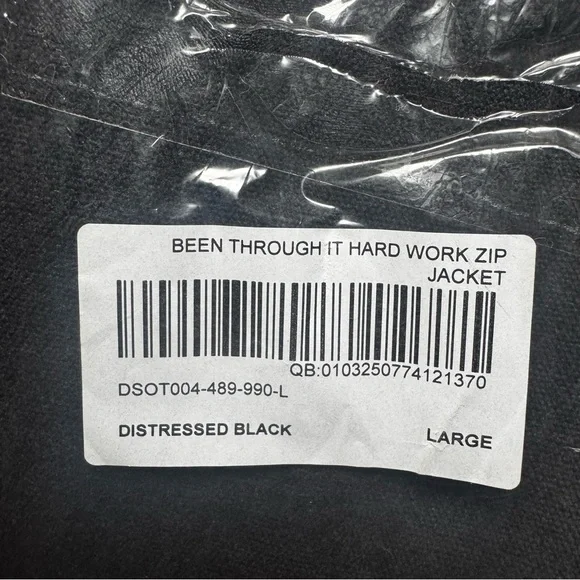 BEEN THROUGH IT HARD WORK ZIP
JACKET
QB:0103250774121370
DSOT004-489-990-L
DISTRESSED BLACK LARGE